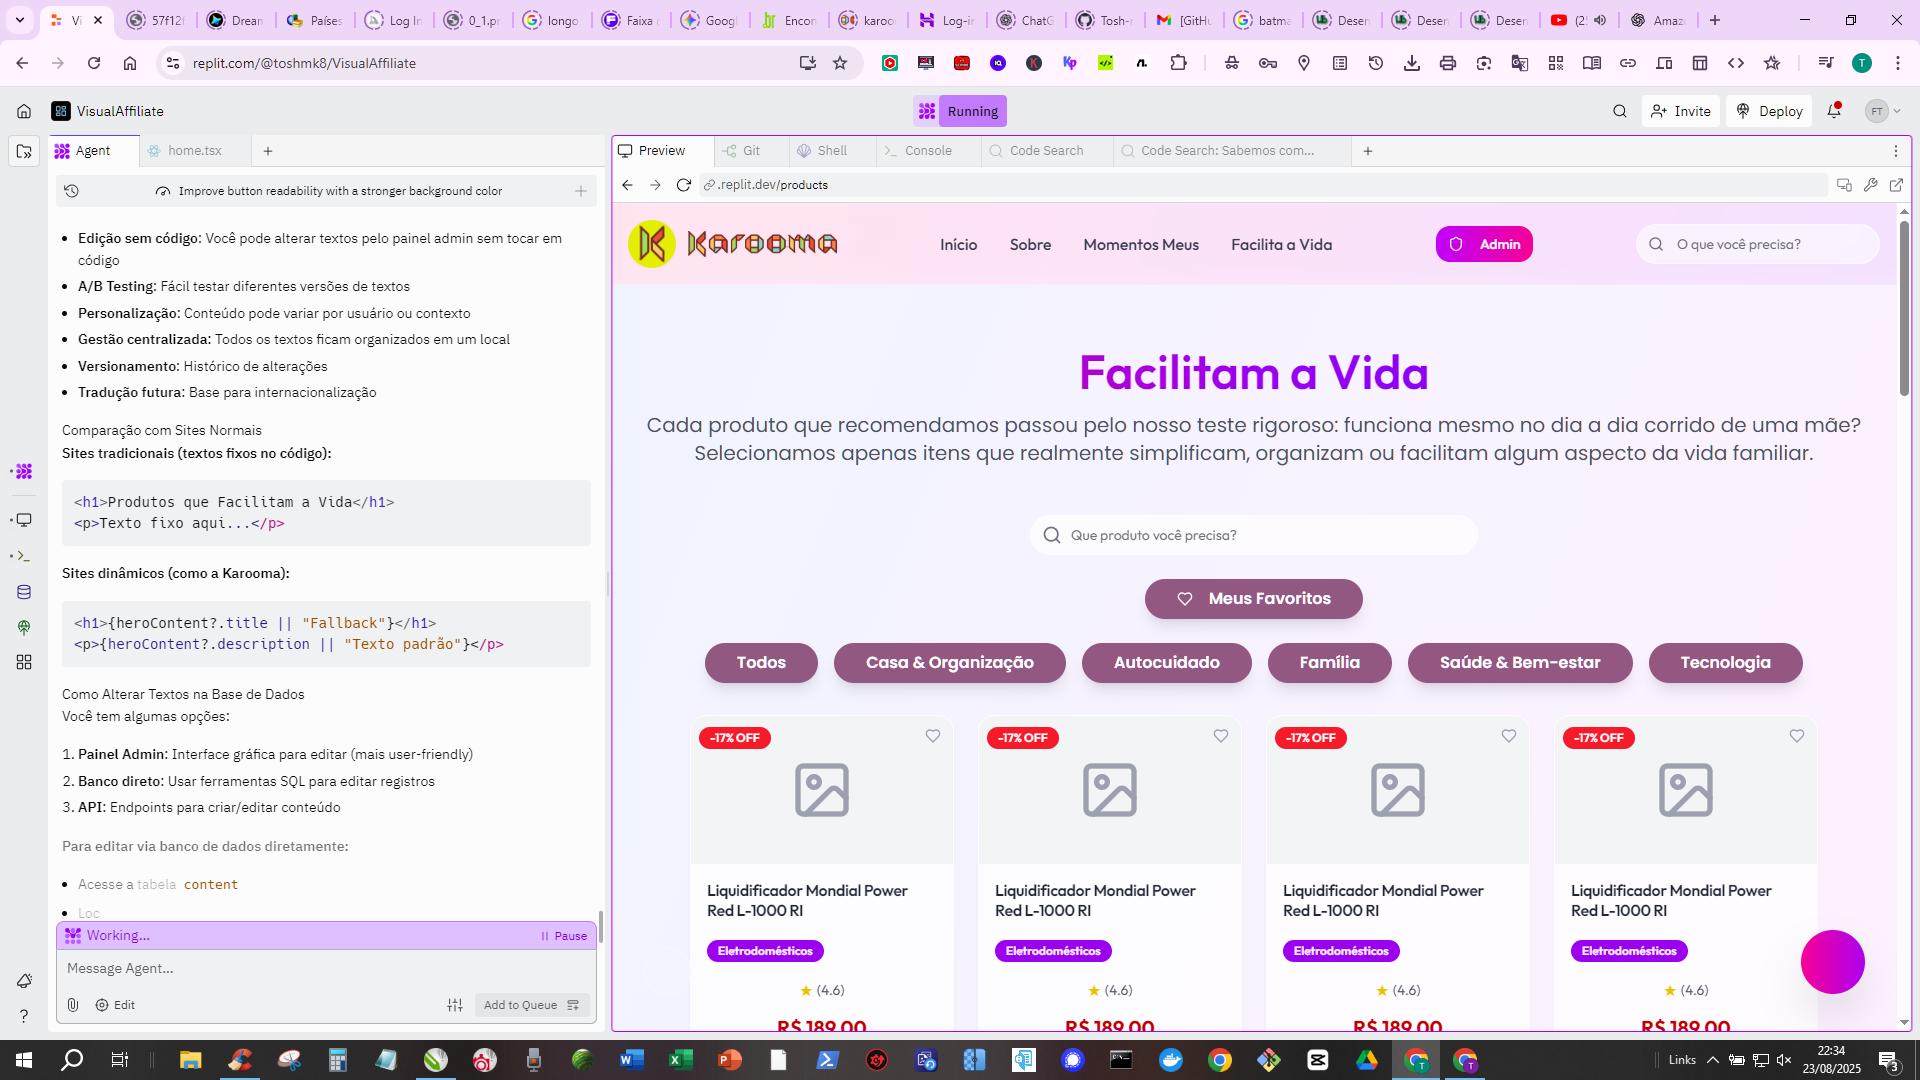 Vi
57f12f
Dream
Países
Log In
0_1.pr
longo
Faixa
Googl
Encon
karoo
Log-in
ChatG
Tosh-
[GitHu
batma
Desen
Desen
Desen
(2
Amaz
replit.com/@toshmk8/VisualAffiliate
VisualAffiliate
Running
Invite
Deploy
FT
Agent
home.tsx
Preview
Git
Shell
Console
Code Search
Code Search: Sabemos com...
Improve button readability with a stronger background color
.replit.dev/products
Edição sem código: Você pode alterar textos pelo painel admin sem tocar em
código
A/B Testing: Fácil testar diferentes versões de textos
Personalização: Conteúdo pode variar por usuário ou contexto
Gestão centralizada: Todos os textos ficam organizados em um local
Versionamento: Histórico de alterações
Tradução futura: Base para internacionalização
Comparação com Sites Normais
Sites tradicionais (textos fixos no código):
<h1>Produtos que Facilitam a Vida</h1>
<p>Texto fixo aqui...</p>
Sites dinâmicos (como a Karooma):
<h1>{heroContent?.title || "Fallback"}</h1>
<p>{heroContent?.description || "Texto padrão"}</p>
Como Alterar Textos na Base de Dados
Você tem algumas opções:
1. Painel Admin: Interface gráfica para editar (mais user-friendly)
2. Banco direto: Usar ferramentas SQL para editar registros
3. API: Endpoints para criar/editar conteúdo
Para editar via banco de dados diretamente:
Acesse a tabela content
Loc
Working...
Pause
Message Agent...
Edit
Add to Queue
Karooma
Início
Sobre
Momentos Meus
Facilita a Vida
Admin
O que você precisa?
Facilitam a Vida
Cada produto que recomendamos passou pelo nosso teste rigoroso: funciona mesmo no dia a dia corrido de uma mãe?
Selecionamos apenas itens que realmente simplificam, organizam ou facilitam algum aspecto da vida familiar.
Que produto você precisa?
Meus Favoritos
Todos
Casa & Organização
Autocuidado
Família
Saúde & Bem-estar
Tecnologia
-17% OFF
-17% OFF
-17% OFF
-17% OFF
Liquidificador Mondial Power
Red L-1000 RI
Liquidificador Mondial Power
Red L-1000 RI
Liquidificador Mondial Power
Red L-1000 RI
Liquidificador Mondial Power
Red L-1000 RI
Eletrodomésticos
Eletrodomésticos
Eletrodomésticos
Eletrodomésticos
(4.6)
(4.6)
(4.6)
(4.6)
R$ 189,00
R$ 189,00
R$ 189,00
R$ 189,00
Links
22:34
23/08/2025
3